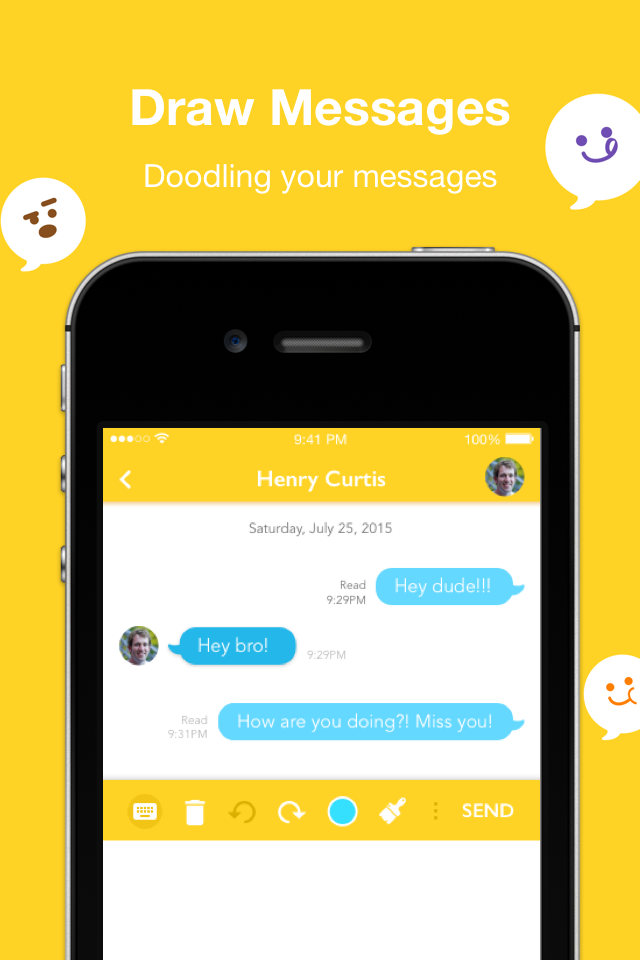 Draw Messages
Doodling your messages
9:41 PM
100%
Henry Curtis
Saturday, July 25, 2015
Read
9:29PM
Hey dude!!!
Hey bro!
9:29PM
Read
9:31PM
How are you doing?! Miss you!
SEND